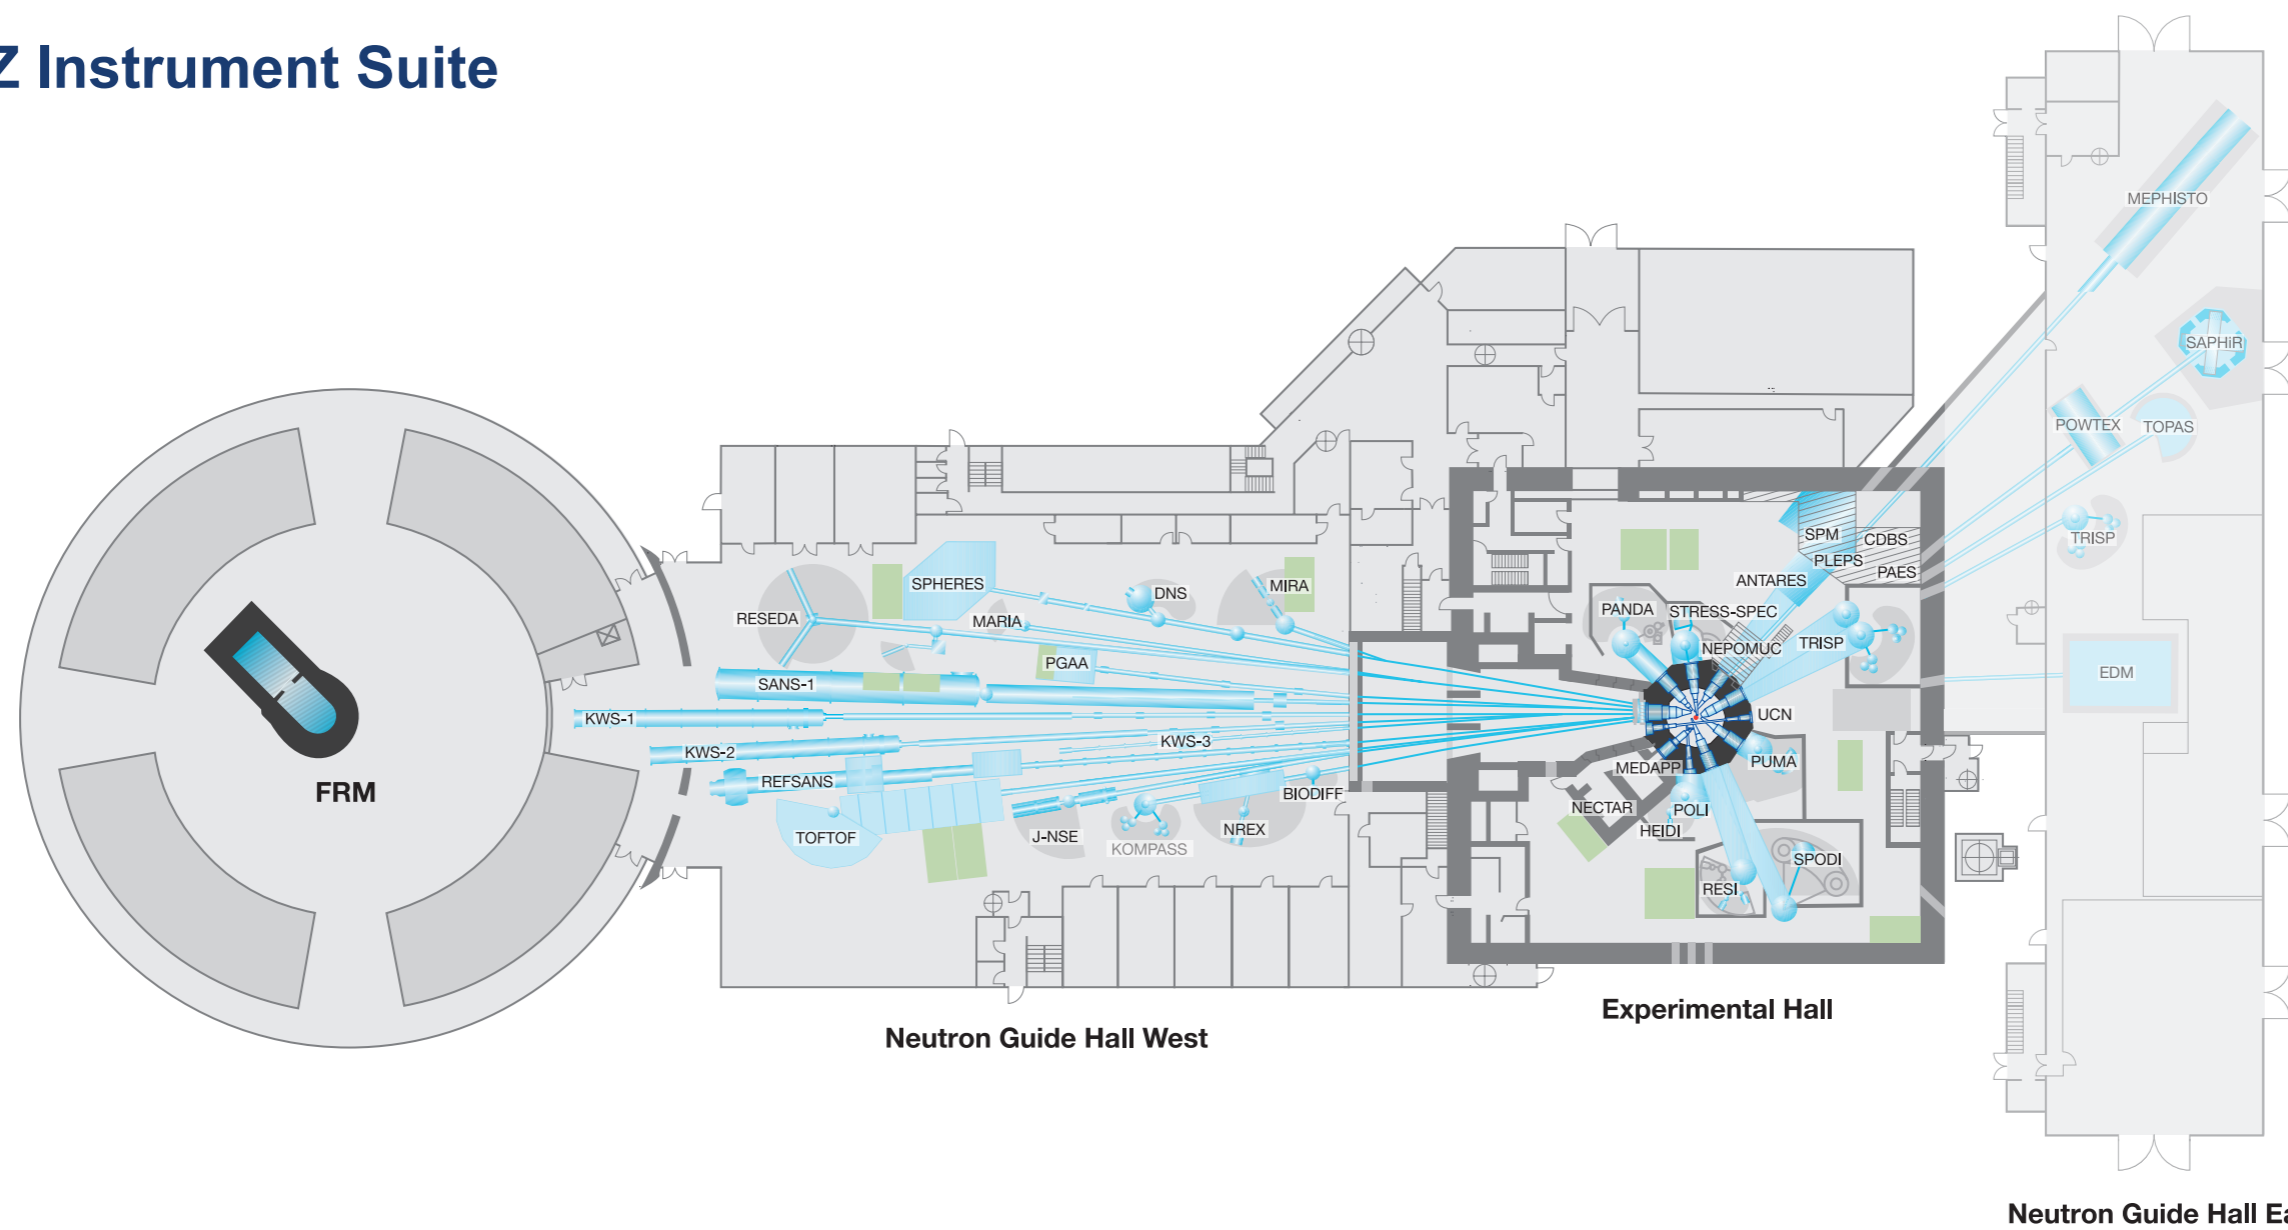 Z Instrument Suite
MEPHISTO
SAPHiR
POWTEX
TOPAS
TRISP
EDM
SPM
CDBS
PLEPS
PAES
ANTARES
PANDA
STRESS-SPEC
NEPOMUC
TRISP
UCN
PUMA
MEDAPP
NECTAR
POLI
HEIDI
SPODI
RESI
SPHERES
DNS
MIRA
RESEDA
MARIA
PGAA
SANS-1
KWS-1
KWS-2
KWS-3
REFSANS
BIODIFF
TOFTOF
J-NSE
KOMPASS
NREX
FRM
Experimental Hall
Neutron Guide Hall West
Neutron Guide Hall